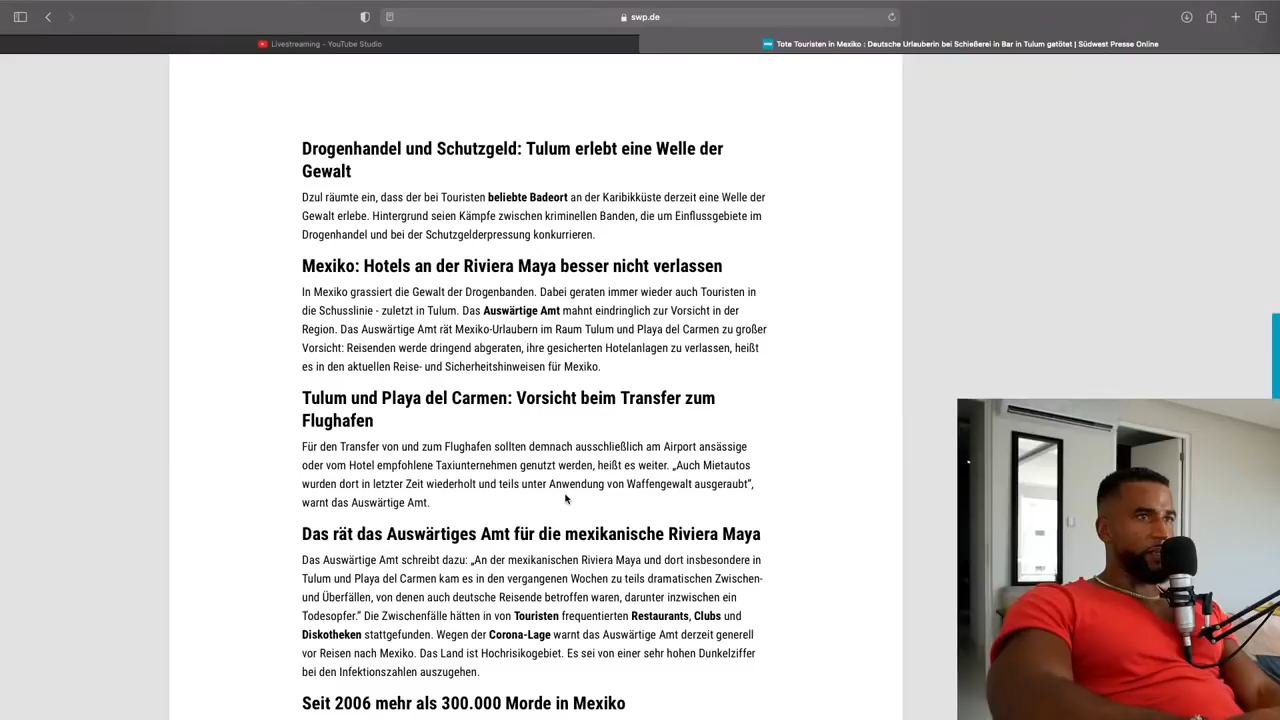 swp.de
Livestreaming – YouTube Studio
Tote Touristen in Mexiko : Deutsche Urlauberin bei Schießerei in Bar in Tulum getötet | Südwest Presse Online
Drogenhandel und Schutzgeld: Tulum erlebt eine Welle der
Gewalt
Dzul räumte ein, dass der bei Touristen beliebte Badeort an der Karibikküste derzeit eine Welle der
Gewalt erlebe. Hintergrund seien Kämpfe zwischen kriminellen Banden, die um Einflussgebiete im
Drogenhandel und bei der Schutzgelderpressung konkurrieren.
Mexiko: Hotels an der Riviera Maya besser nicht verlassen
In Mexiko grassiert die Gewalt der Drogenbanden. Dabei geraten immer wieder auch Touristen in
die Schusslinie - zuletzt in Tulum. Das Auswärtige Amt mahnt eindringlich zur Vorsicht in der
Region. Das Auswärtige Amt rät Mexiko-Urlaubern im Raum Tulum und Playa del Carmen zu großer
Vorsicht: Reisenden werde dringend abgeraten, ihre gesicherten Hotelanlagen zu verlassen, heißt
es in den aktuellen Reise- und Sicherheitshinweisen für Mexiko.
Tulum und Playa del Carmen: Vorsicht beim Transfer zum
Flughafen
Für den Transfer von und zum Flughafen sollten demnach ausschließlich am Airport ansässige
oder vom Hotel empfohlene Taxiunternehmen genutzt werden, heißt es weiter. „Auch Mietautos
wurden dort in letzter Zeit wiederholt und teils unter Anwendung von Waffengewalt ausgeraubt“,
warnt das Auswärtige Amt.
Das rät das Auswärtiges Amt für die mexikanische Riviera Maya
Das Auswärtige Amt schreibt dazu: „An der mexikanischen Riviera Maya und dort insbesondere in
Tulum und Playa del Carmen kam es in den vergangenen Wochen zu teils dramatischen Zwischen-
und Überfällen, von denen auch deutsche Reisende betroffen waren, darunter inzwischen ein
Todesopfer.“ Die Zwischenfälle hätten in von Touristen frequentierten Restaurants, Clubs und
Diskotheken stattgefunden. Wegen der Corona-Lage warnt das Auswärtige Amt derzeit generell
vor Reisen nach Mexiko. Das Land ist Hochrisikogebiet. Es sei von einer sehr hohen Dunkelziffer
bei den Infektionszahlen auszugehen.
Seit 2006 mehr als 300.000 Morde in Mexiko